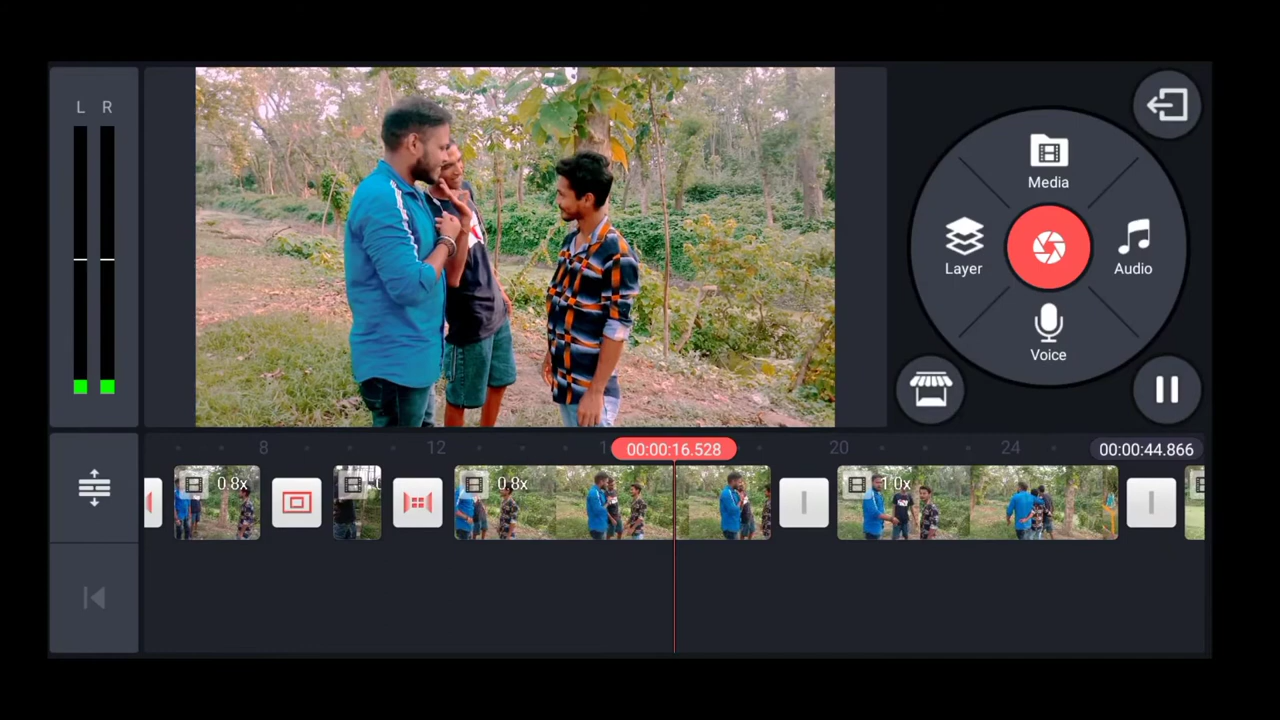 L R
Media
Layer
Audio
Voice
8
12
00:00:16.528
20
24
00:00:44.866
0.8x
0.8x
1.0x